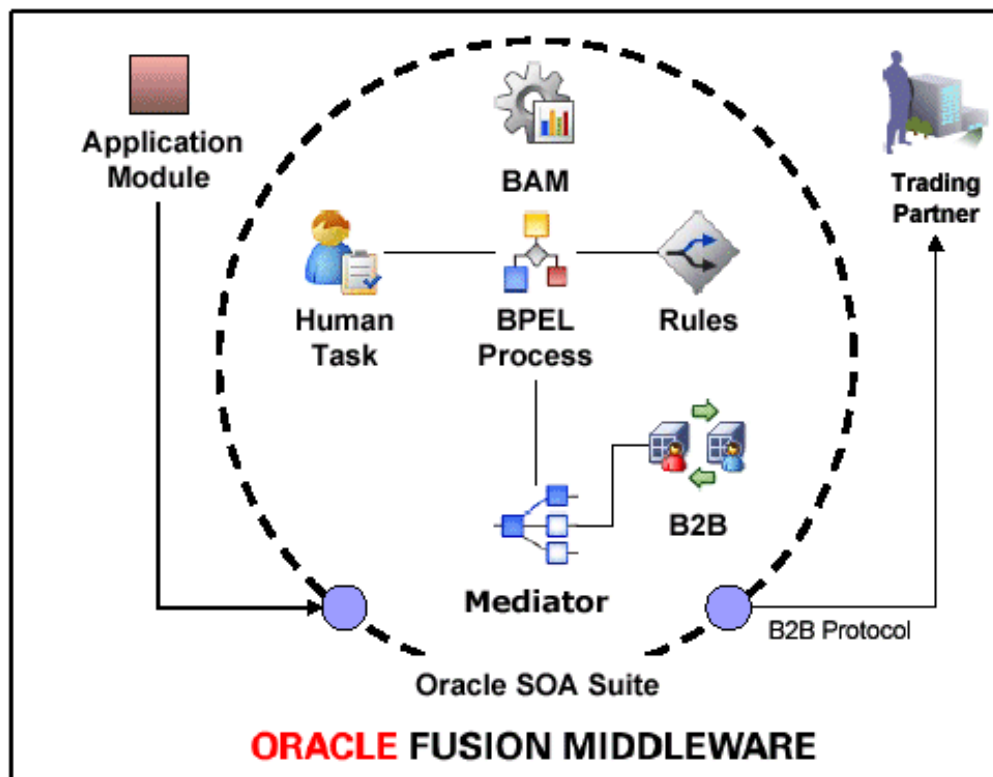 Application
Module
BAM
Trading
Partner
Human
Task
BPEL
Process
Rules
B2B
Mediator
B2B Protocol
Oracle SOA Suite
ORACLE FUSION MIDDLEWARE